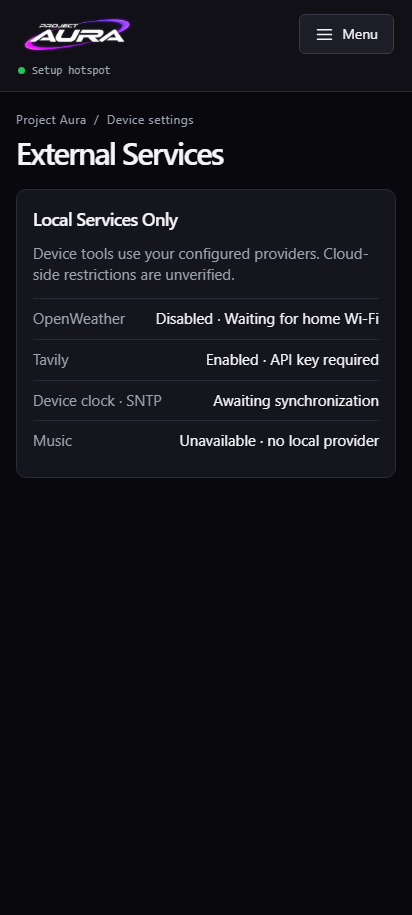 PROJECT
AURA
Menu
Setup hotspot
Project Aura / Device settings
External Services
Local Services Only
Device tools use your configured providers. Cloud-
side restrictions are unverified.
OpenWeather Disabled · Waiting for home Wi-Fi
Tavily Enabled · API key required
Device clock · SNTP Awaiting synchronization
Music Unavailable · no local provider